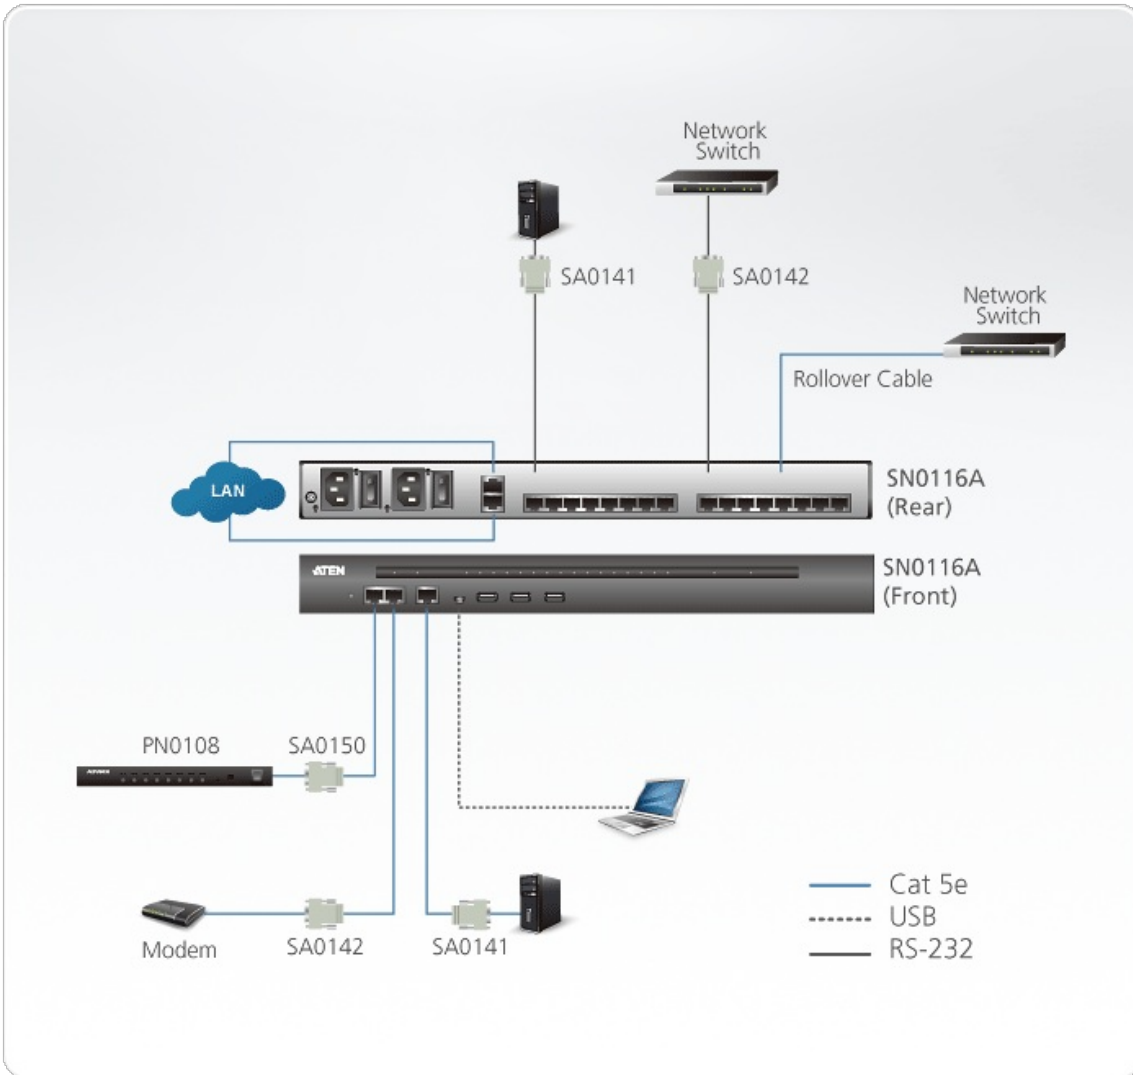 Network
Switch
SA0141
SA0142
Network
Switch
Rollover Cable
LAN
SN0116A
(Rear)
ATEN
SN0116A
(Front)
PN0108
SA0150
Modem
SA0142
SA0141
Cat 5e
USB
RS-232